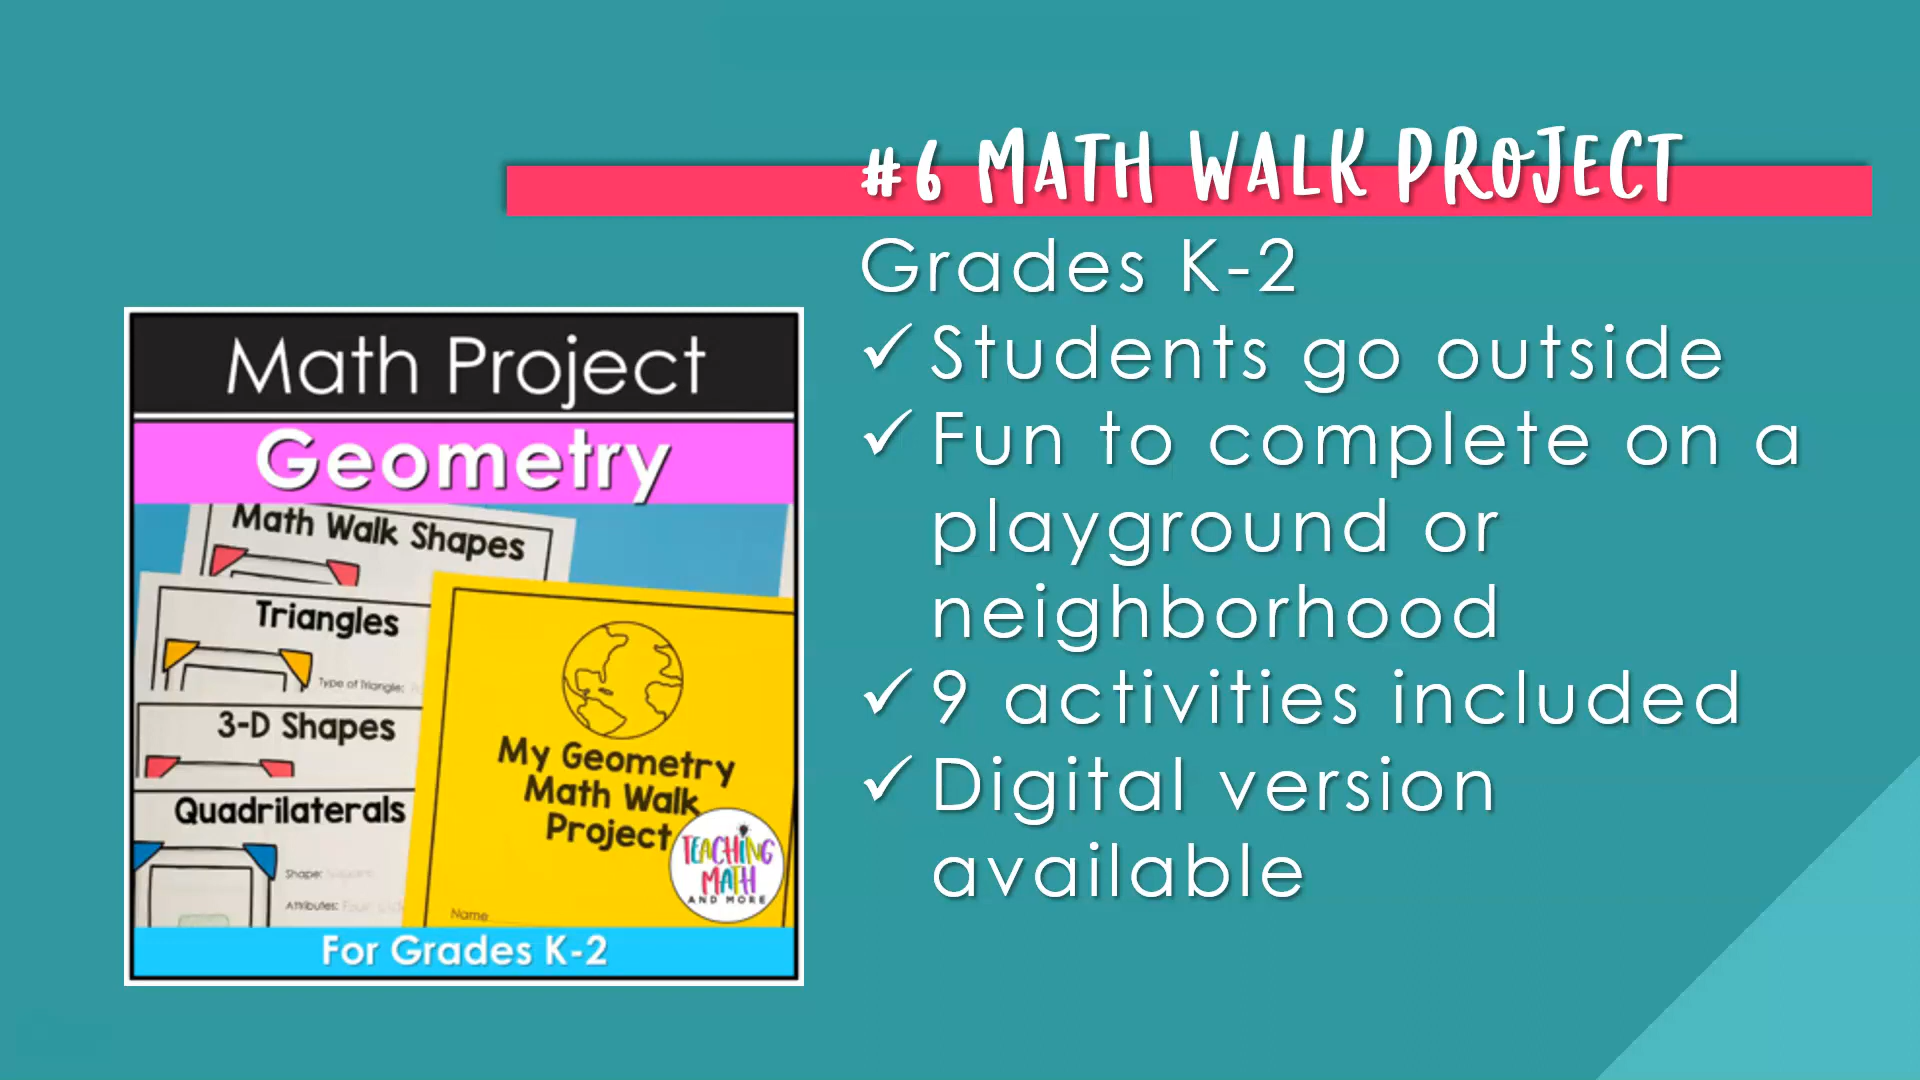 #6 MATH WALK PROJECT
Grades K-2
✓ Students go outside
✓ Fun to complete on a
playground or
neighborhood
✓ 9 activities included
✓ Digital version
available
Math Project
Geometry
Math Walk Shapes
Triangles
Type of Triangle:
3-D Shapes
Quadrilaterals
Shape:
Attributes:
My Geometry
Math Walk
Project
Name
TEACHING
MATH
AND MORE
For Grades K-2